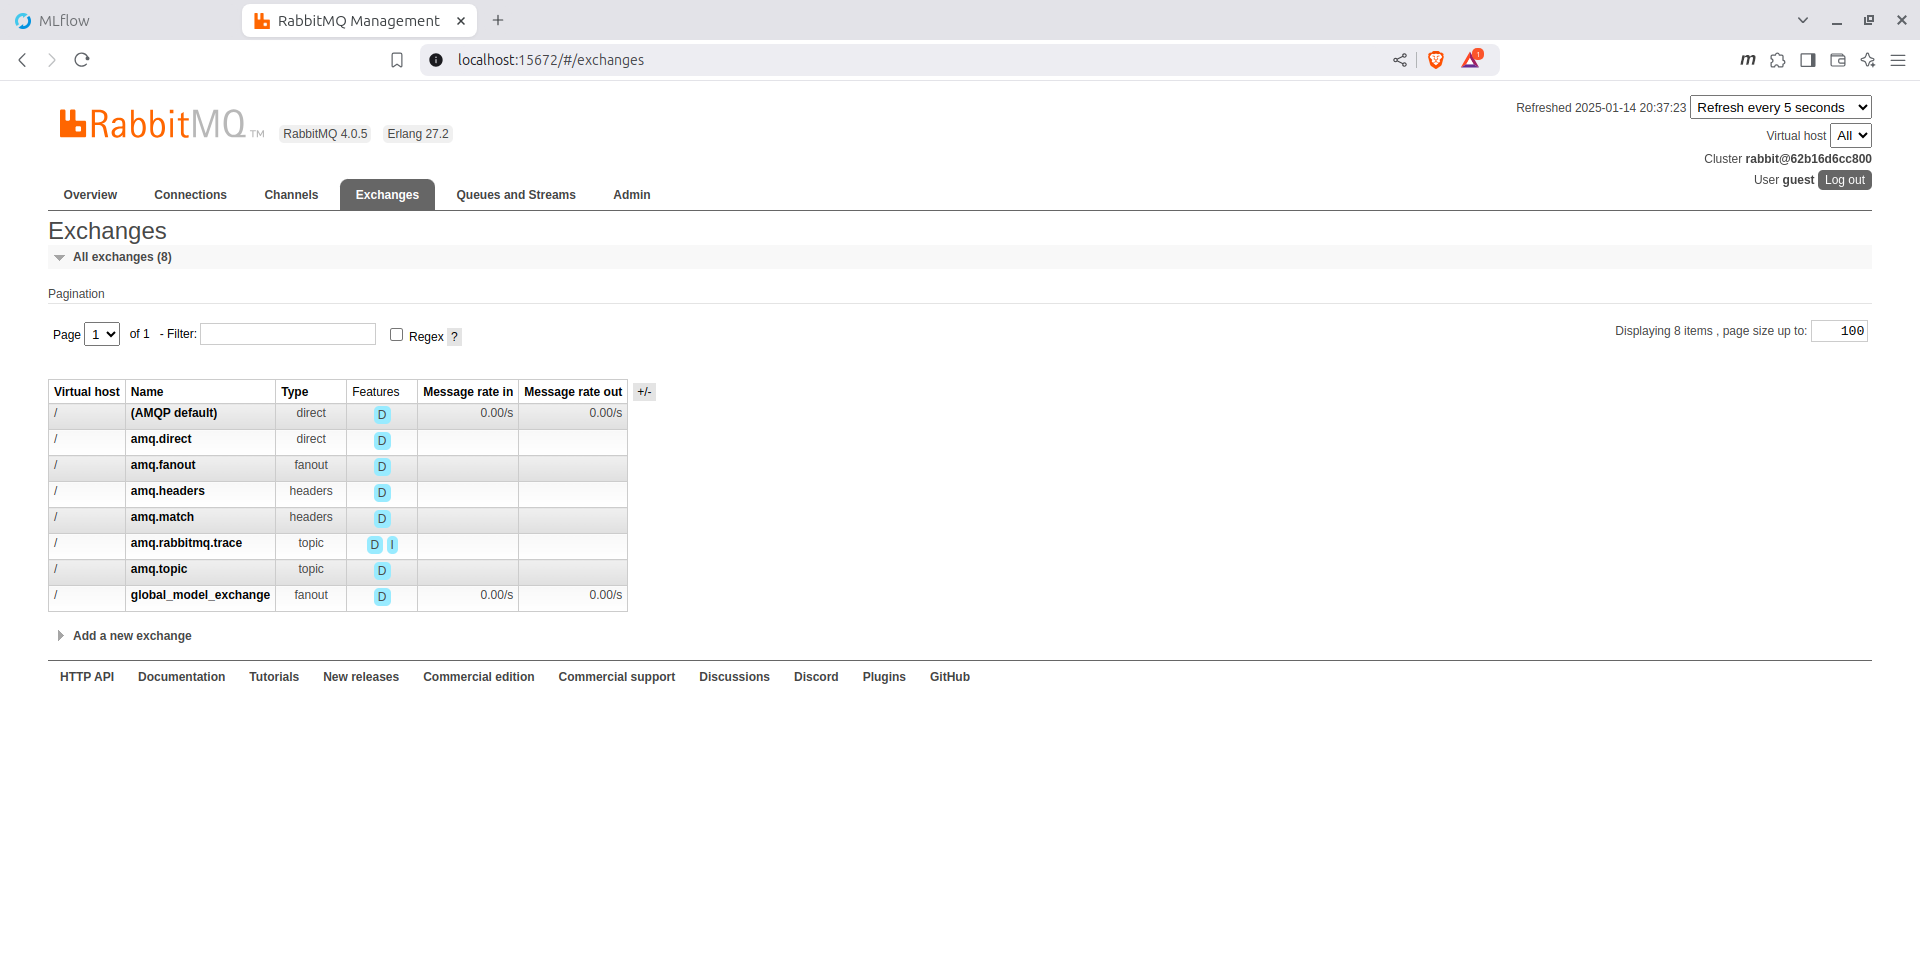 MLflow
RabbitMQ Management
localhost:15672/#/exchanges
m
1
RabbitMQ TM
RabbitMQ 4.0.5
Erlang 27.2
Refreshed 2025-01-14 20:37:23
Refresh every 5 seconds
Virtual host All
Cluster rabbit@62b16d6cc800
User guest Log out
Overview Connections Channels Exchanges Queues and Streams Admin
Exchanges
All exchanges (8)
Pagination
Page 1 of 1 - Filter: Regex ?
Displaying 8 items , page size up to: 100
Virtual host Name Type Features Message rate in Message rate out +/-
/ (AMQP default) direct D 0.00/s 0.00/s
/ amq.direct direct D
/ amq.fanout fanout D
/ amq.headers headers D
/ amq.match headers D
/ amq.rabbitmq.trace topic D I
/ amq.topic topic D
/ global_model_exchange fanout D 0.00/s 0.00/s
Add a new exchange
HTTP API Documentation Tutorials New releases Commercial edition Commercial support Discussions Discord Plugins GitHub